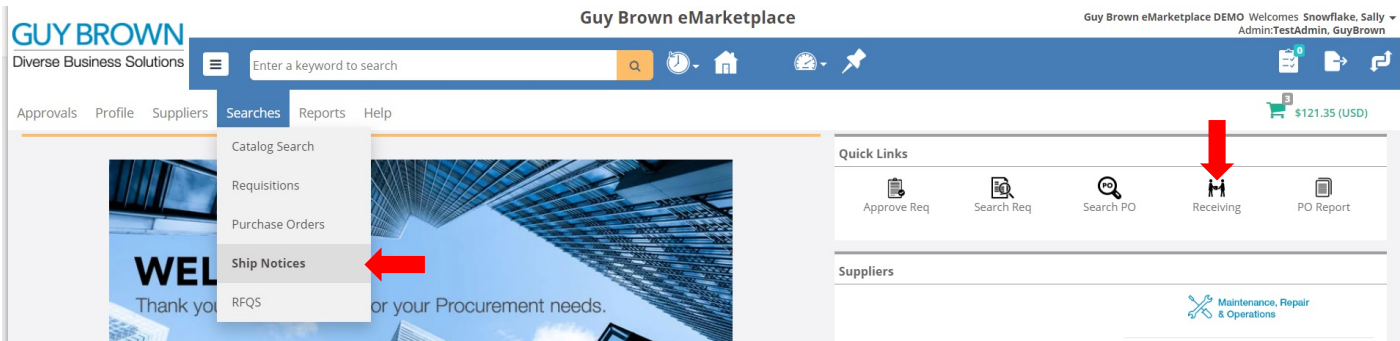 Guy Brown eMarketplace
Guy Brown eMarketplace DEMO Welcomes Snowflake, Sally
Admin:TestAdmin, GuyBrown
GUY BROWN
Diverse Business Solutions
Enter a keyword to search
0
Approvals Profile Suppliers Searches Reports Help
3
$121.35 (USD)
Catalog Search
Requisitions
Purchase Orders
Ship Notices
RFQS
WEL
Thank you or your Procurement needs.
Quick Links
PO
Approve Req Search Req Search PO Receiving PO Report
Suppliers
Maintenance, Repair
& Operations